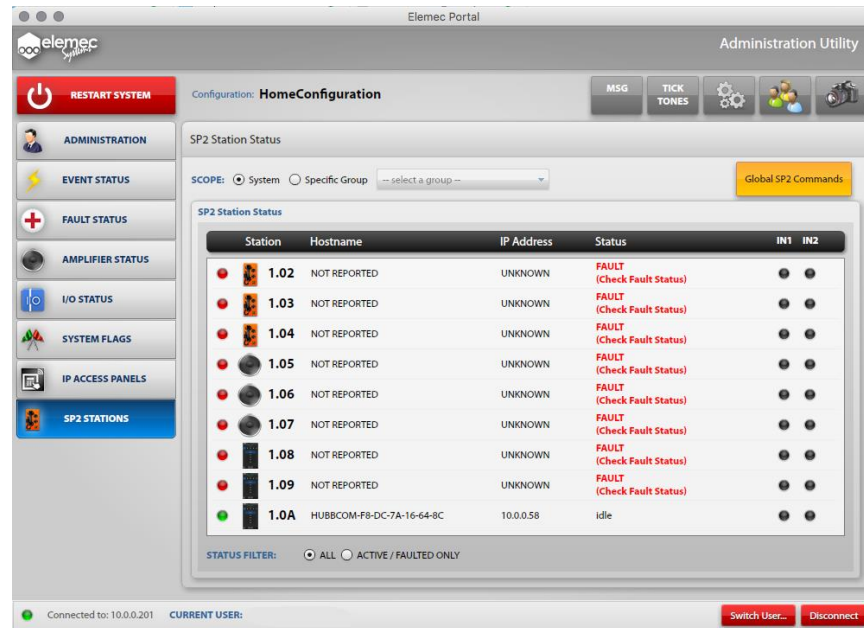 Elemec Portal
elemec
Systems
Administration Utility
RESTART SYSTEM
Configuration: HomeConfiguration
MSG
TICK
TONES
ADMINISTRATION
SP2 Station Status
EVENT STATUS
SCOPE: System Specific Group -- select a group --
Global SP2 Commands
FAULT STATUS
SP2 Station Status
Station Hostname IP Address Status IN1 IN2
AMPLIFIER STATUS
1.02 NOT REPORTED UNKNOWN FAULT
(Check Fault Status)
I/O STATUS
1.03 NOT REPORTED UNKNOWN FAULT
(Check Fault Status)
SYSTEM FLAGS
1.04 NOT REPORTED UNKNOWN FAULT
(Check Fault Status)
IP ACCESS PANELS
1.05 NOT REPORTED UNKNOWN FAULT
(Check Fault Status)
SP2 STATIONS
1.06 NOT REPORTED UNKNOWN FAULT
(Check Fault Status)
1.07 NOT REPORTED UNKNOWN FAULT
(Check Fault Status)
1.08 NOT REPORTED UNKNOWN FAULT
(Check Fault Status)
1.09 NOT REPORTED UNKNOWN FAULT
(Check Fault Status)
1.0A HUBBCOM-F8-DC-7A-16-64-8C 10.0.0.58 idle
STATUS FILTER: ALL ACTIVE / FAULTED ONLY
Connected to: 10.0.0.201 CURRENT USER:
Switch User... Disconnect